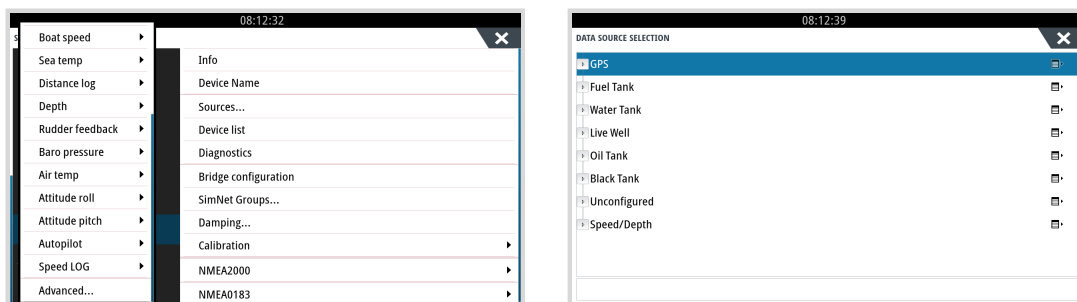 08:12:32
S
Boat speed
Sea temp
Distance log
Depth
Rudder feedback
Baro pressure
Air temp
Attitude roll
Attitude pitch
Autopilot
Speed LOG
Advanced...
Info
Device Name
Sources...
Device list
Diagnostics
Bridge configuration
SimNet Groups...
Damping...
Calibration
NMEA2000
NMEA0183
08:12:39
DATA SOURCE SELECTION
GPS
Fuel Tank
Water Tank
Live Well
Oil Tank
Black Tank
Unconfigured
Speed/Depth